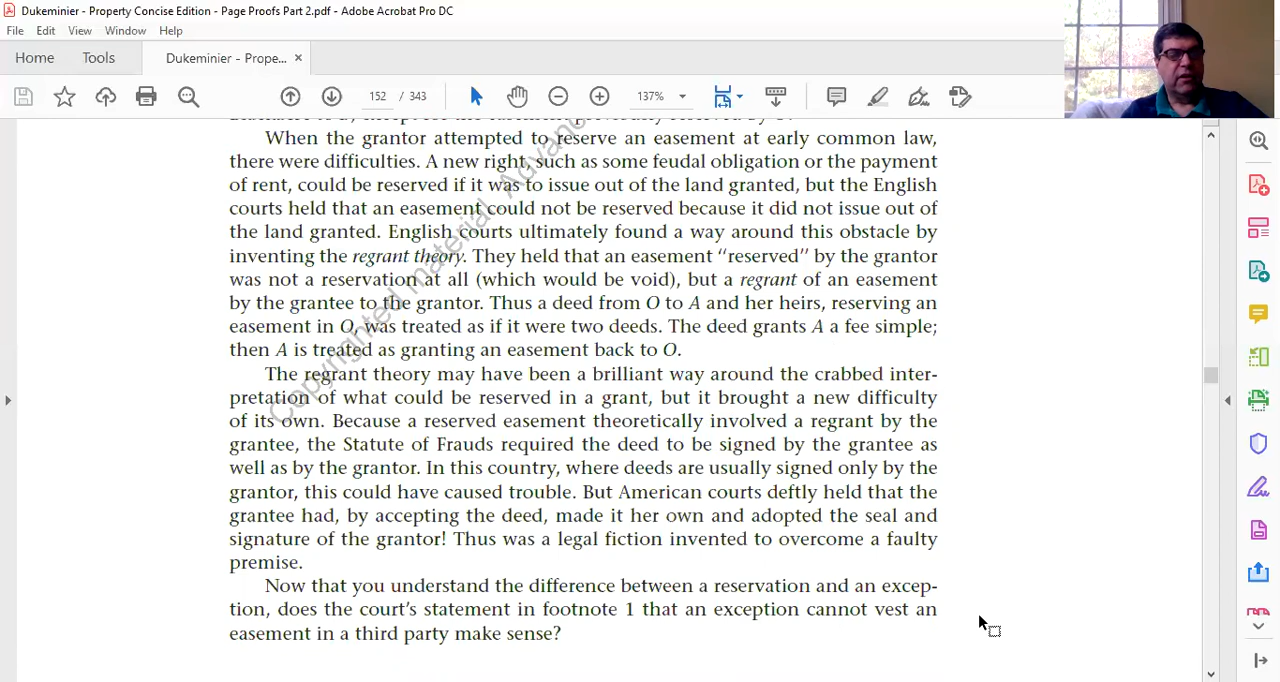 Dukeminier - Property Concise Edition - Page Proofs Part 2.pdf - Adobe Acrobat Pro DC
File Edit View Window Help
Home Tools Dukeminier - Prope... ×
152 / 343 137%
When the grantor attempted to reserve an easement at early common law,
there were difficulties. A new right, such as some feudal obligation or the payment
of rent, could be reserved if it was to issue out of the land granted, but the English
courts held that an easement could not be reserved because it did not issue out of
the land granted. English courts ultimately found a way around this obstacle by
inventing the regrant theory. They held that an easement “reserved” by the grantor
was not a reservation at all (which would be void), but a regrant of an easement
by the grantee to the grantor. Thus a deed from O to A and her heirs, reserving an
easement in O, was treated as if it were two deeds. The deed grants A a fee simple;
then A is treated as granting an easement back to O.
The regrant theory may have been a brilliant way around the crabbed inter-
pretation of what could be reserved in a grant, but it brought a new difficulty
of its own. Because a reserved easement theoretically involved a regrant by the
grantee, the Statute of Frauds required the deed to be signed by the grantee as
well as by the grantor. In this country, where deeds are usually signed only by the
grantor, this could have caused trouble. But American courts deftly held that the
grantee had, by accepting the deed, made it her own and adopted the seal and
signature of the grantor! Thus was a legal fiction invented to overcome a faulty
premise.
Now that you understand the difference between a reservation and an excep-
tion, does the court’s statement in footnote 1 that an exception cannot vest an
easement in a third party make sense?
Copyrighted material. Advan